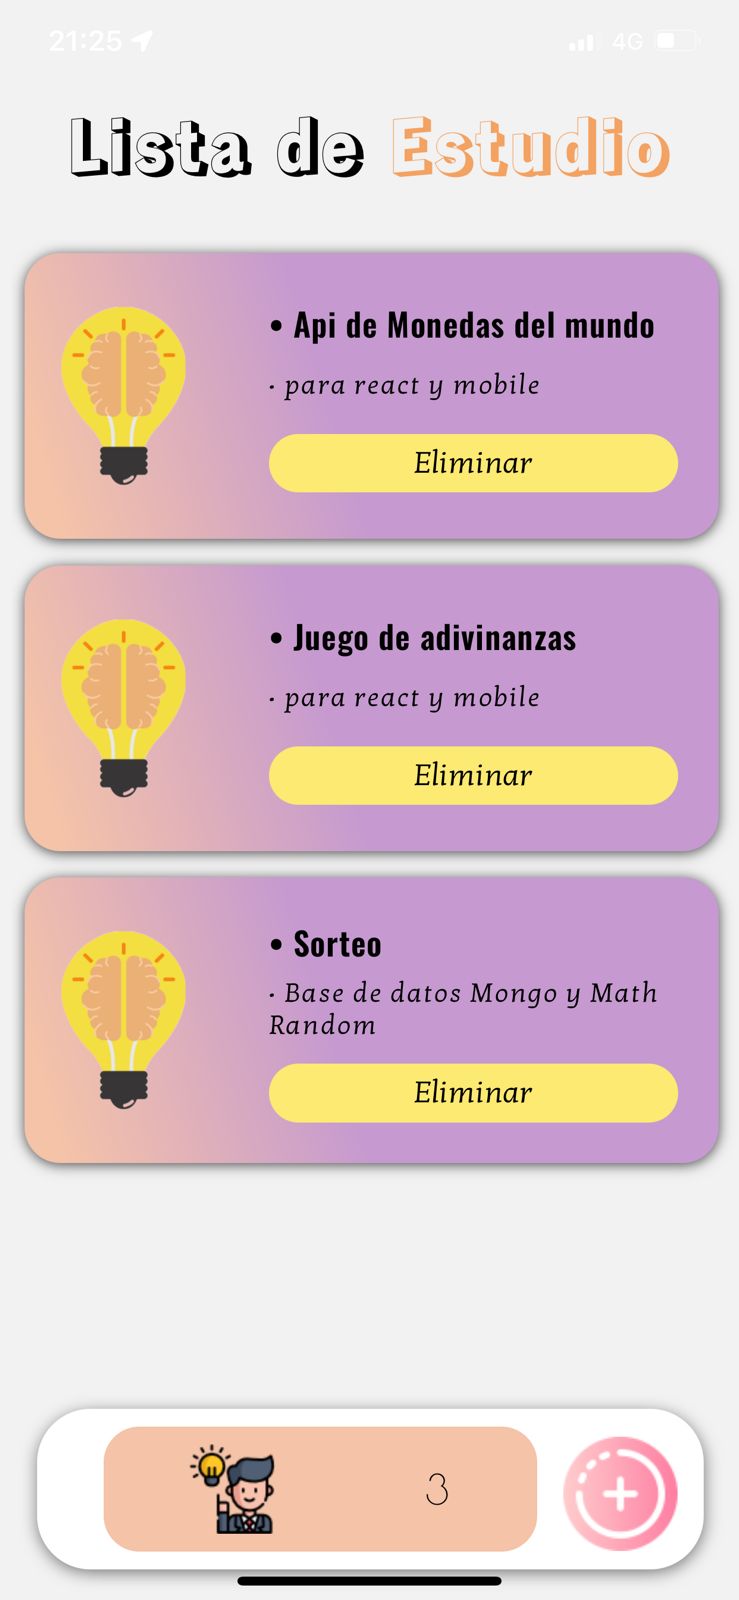 21:25
4G
Lista de Estudio
• Api de Monedas del mundo
· para react y mobile
Eliminar
• Juego de adivinanzas
· para react y mobile
Eliminar
• Sorteo
· Base de datos Mongo y Math
Random
Eliminar
3